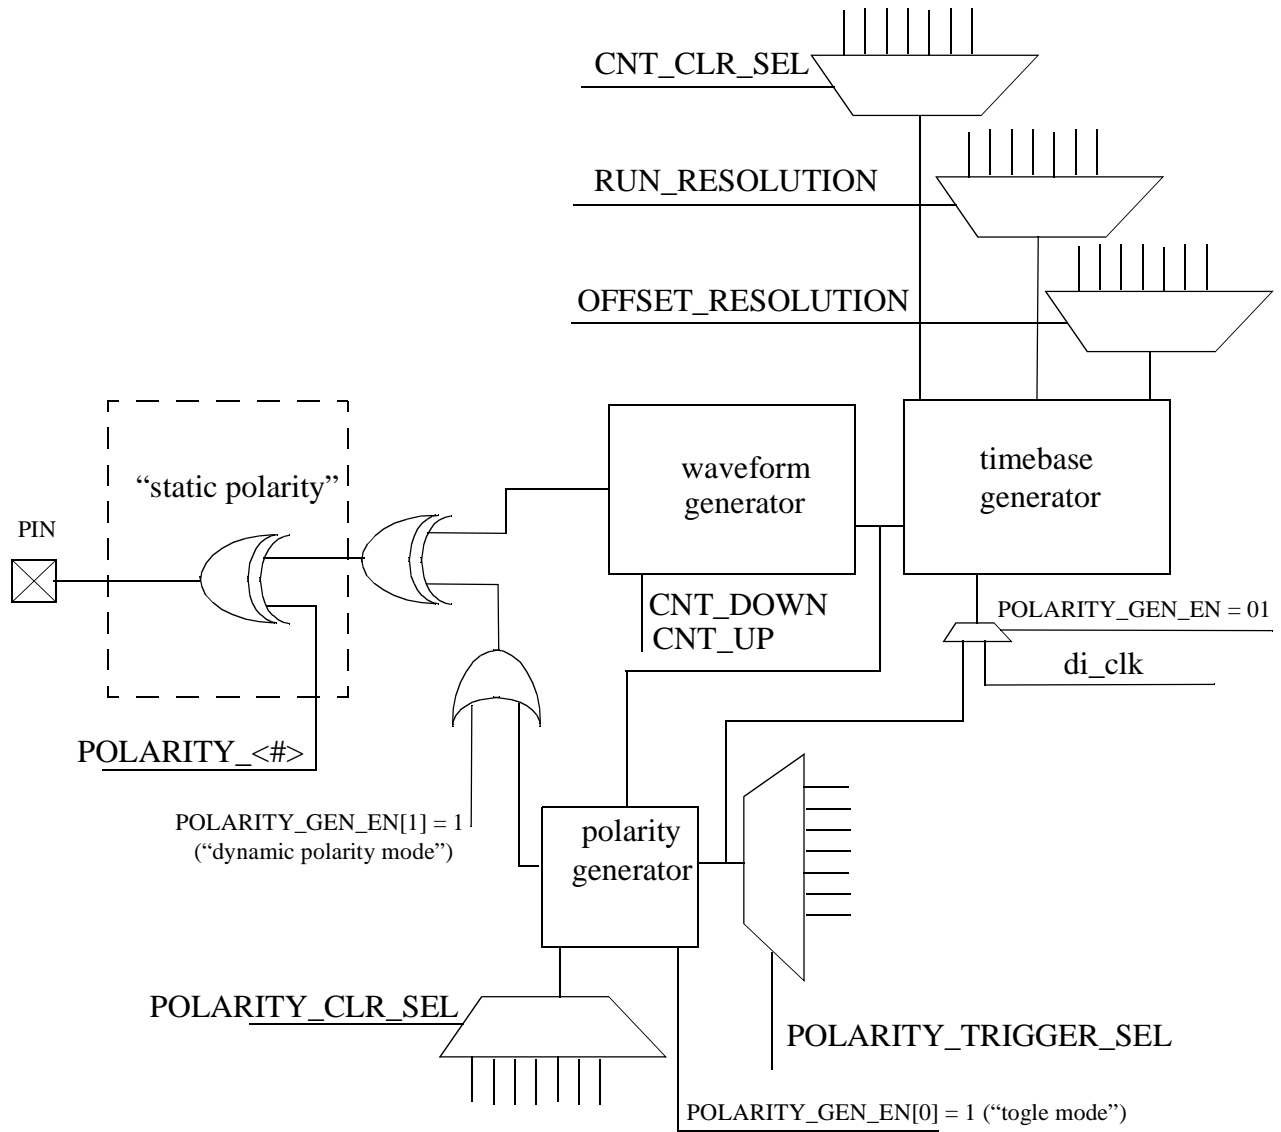 CNT_CLR_SEL
RUN_RESOLUTION
OFFSET_RESOLUTION
“static polarity”
waveform
generator
timebase
generator
PIN
CNT_DOWN
CNT_UP
POLARITY_GEN_EN = 01
di_clk
POLARITY_<#>
POLARITY_GEN_EN[1] = 1
(“dynamic polarity mode”)
polarity
generator
POLARITY_CLR_SEL
POLARITY_TRIGGER_SEL
POLARITY_GEN_EN[0] = 1 (“togle mode”)